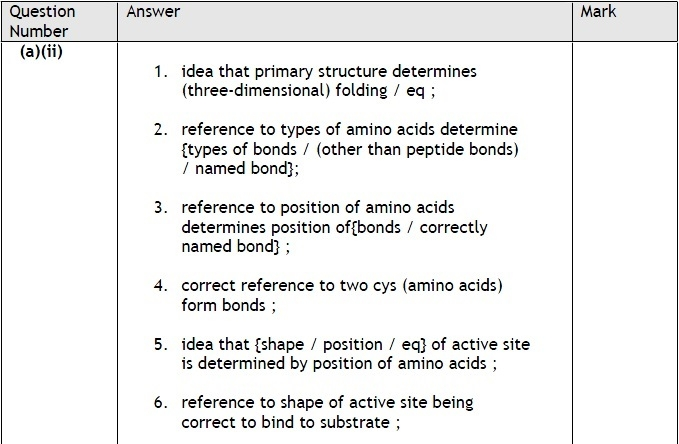 Question Number
Answer
Mark
(a)(ii)
1. idea that primary structure determines
(three-dimensional) folding / eq ;
2. reference to types of amino acids determine
{types of bonds / (other than peptide bonds)
/ named bond};
3. reference to position of amino acids
determines position of{bonds / correctly
named bond} ;
4. correct reference to two cys (amino acids)
form bonds ;
5. idea that {shape / position / eq} of active site
is determined by position of amino acids ;
6. reference to shape of active site being
correct to bind to substrate ;